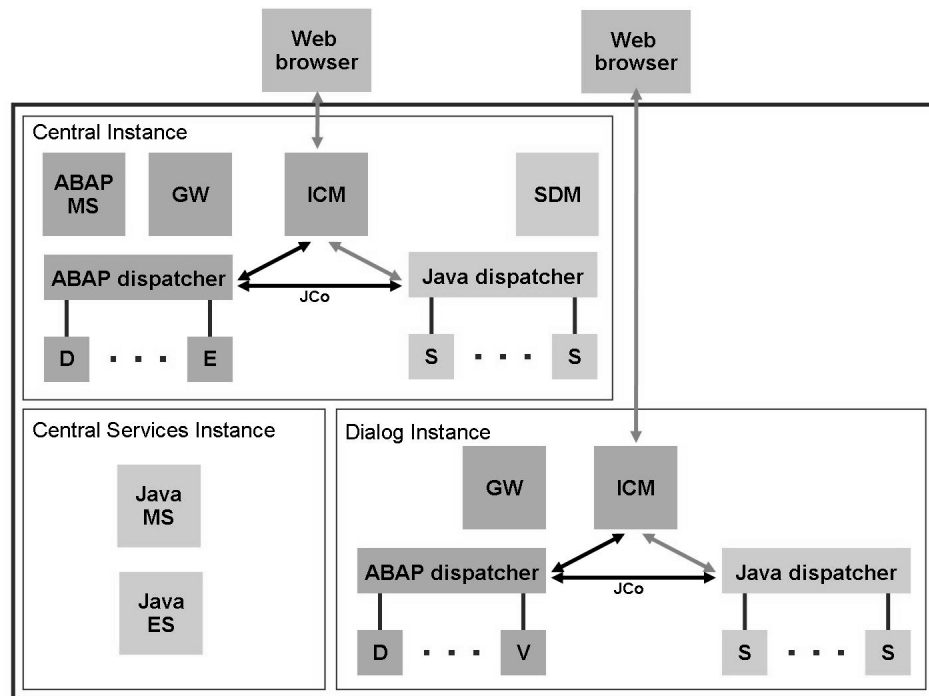 Web
browser
Web
browser
Central Instance
ABAP
MS
GW
ICM
SDM
ABAP dispatcher
JCo
Java dispatcher
D . . . E
S . . . S
Central Services Instance
Java
MS
Java
ES
Dialog Instance
GW
ICM
ABAP dispatcher
JCo
Java dispatcher
D . . . V
S . . . S